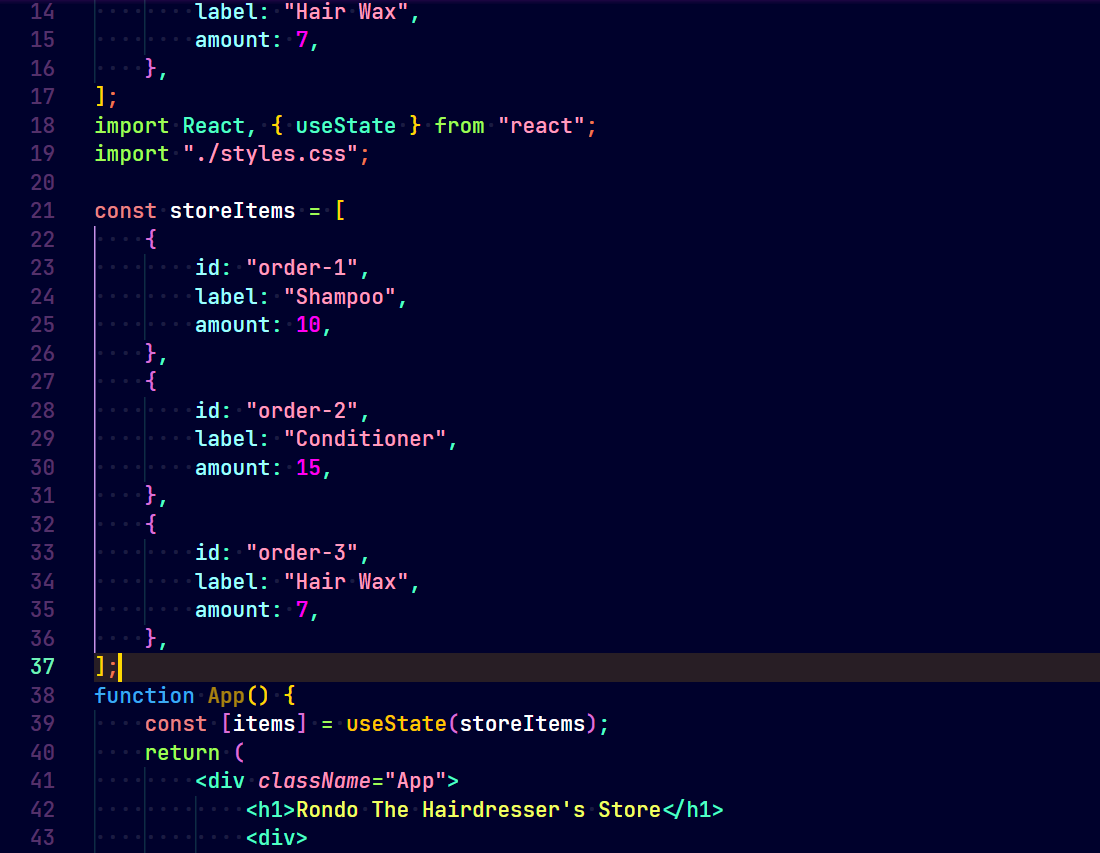 14 label: "Hair Wax",
15 amount: 7,
16 },
17 ];
18 import React, { useState } from "react";
19 import "./styles.css";
20
21 const storeItems = [
22 {
23 id: "order-1",
24 label: "Shampoo",
25 amount: 10,
26 },
27 {
28 id: "order-2",
29 label: "Conditioner",
30 amount: 15,
31 },
32 {
33 id: "order-3",
34 label: "Hair Wax",
35 amount: 7,
36 },
37 ];
38 function App() {
39 const [items] = useState(storeItems);
40 return (
41 <div className="App">
42 <h1>Rondo The Hairdresser's Store</h1>
43 <div>